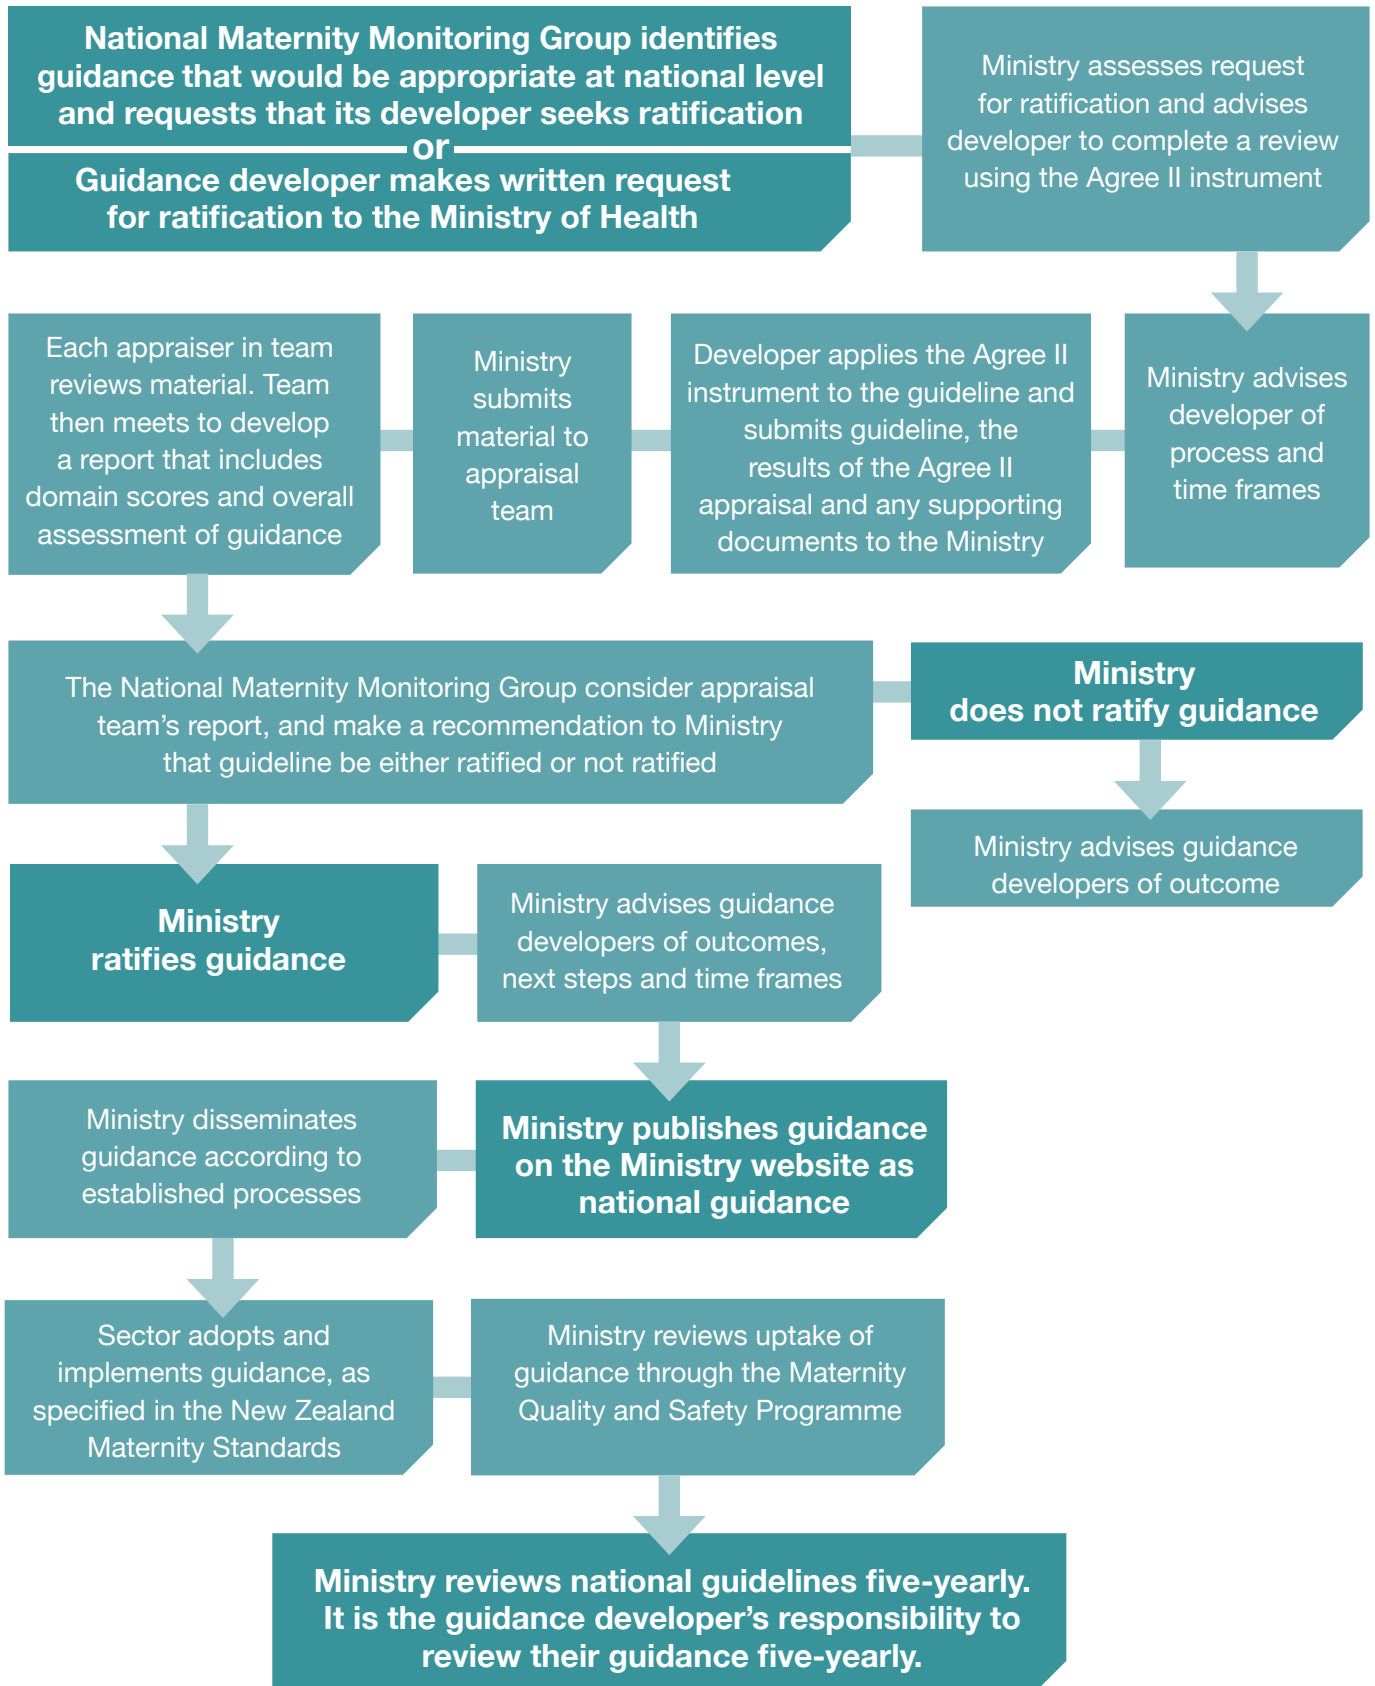 National Maternity Monitoring Group identifies
guidance that would be appropriate at national level
and requests that its developer seeks ratification
or
Guidance developer makes written request
for ratification to the Ministry of Health
Ministry assesses request
for ratification and advises
developer to complete a review
using the Agree II instrument
Ministry advises
developer of
process and
time frames
Developer applies the Agree II
instrument to the guideline and
submits guideline, the
results of the Agree II
appraisal and any supporting
documents to the Ministry
Ministry
submits
material to
appraisal
team
Each appraiser in team
reviews material. Team
then meets to develop
a report that includes
domain scores and overall
assessment of guidance
The National Maternity Monitoring Group consider appraisal
team's report, and make a recommendation to Ministry
that guideline be either ratified or not ratified
Ministry
does not ratify guidance
Ministry advises guidance
developers of outcome
Ministry
ratifies guidance
Ministry advises guidance
developers of outcomes,
next steps and time frames
Ministry publishes guidance
on the Ministry website as
national guidance
Ministry disseminates
guidance according to
established processes
Sector adopts and
implements guidance, as
specified in the New Zealand
Maternity Standards
Ministry reviews uptake of
guidance through the Maternity
Quality and Safety Programme
Ministry reviews national guidelines five-yearly.
It is the guidance developer's responsibility to
review their guidance five-yearly.